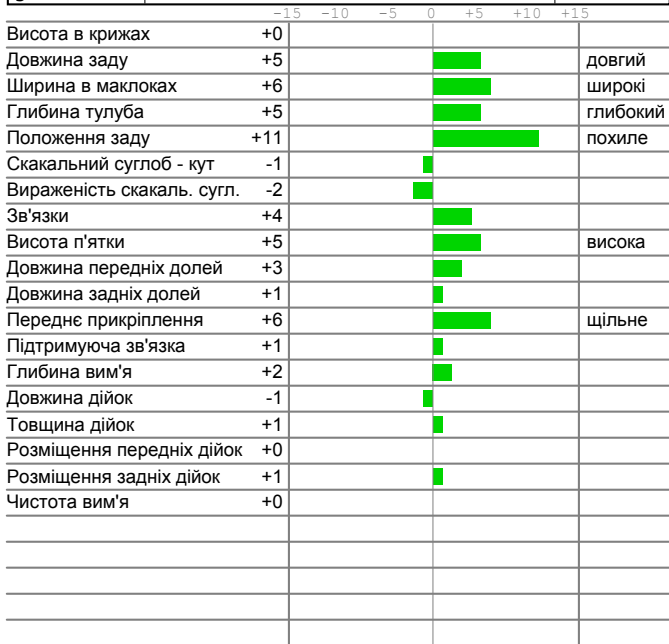 -15 -10 -5 0 +5 +10 +15
Висота в крижах +0
Довжина заду +5 довгий
Ширина в маклоках +6 широкі
Глибина тулуба +5 глибокий
Положення заду +11 похиле
Скакальний суглоб - кут -1
Вираженість скакаль. сугл. -2
Зв'язки +4
Висота п'ятки +5 висока
Довжина передніх долей +3
Довжина задніх долей +1
Переднє прикріплення +6 щільне
Підтримуюча зв'язка +1
Глибина вим'я +2
Довжина дійок -1
Товщина дійок +1
Розміщення передніх дійок +0
Розміщення задніх дійок +1
Чистота вим'я +0